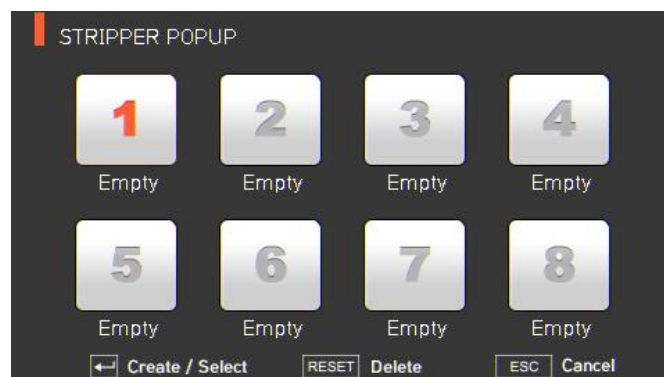 STRIPPER POPUP
1 2 3 4
Empty Empty Empty Empty
5 6 7 8
Empty Empty Empty Empty
Create / Select RESET Delete ESC Cancel